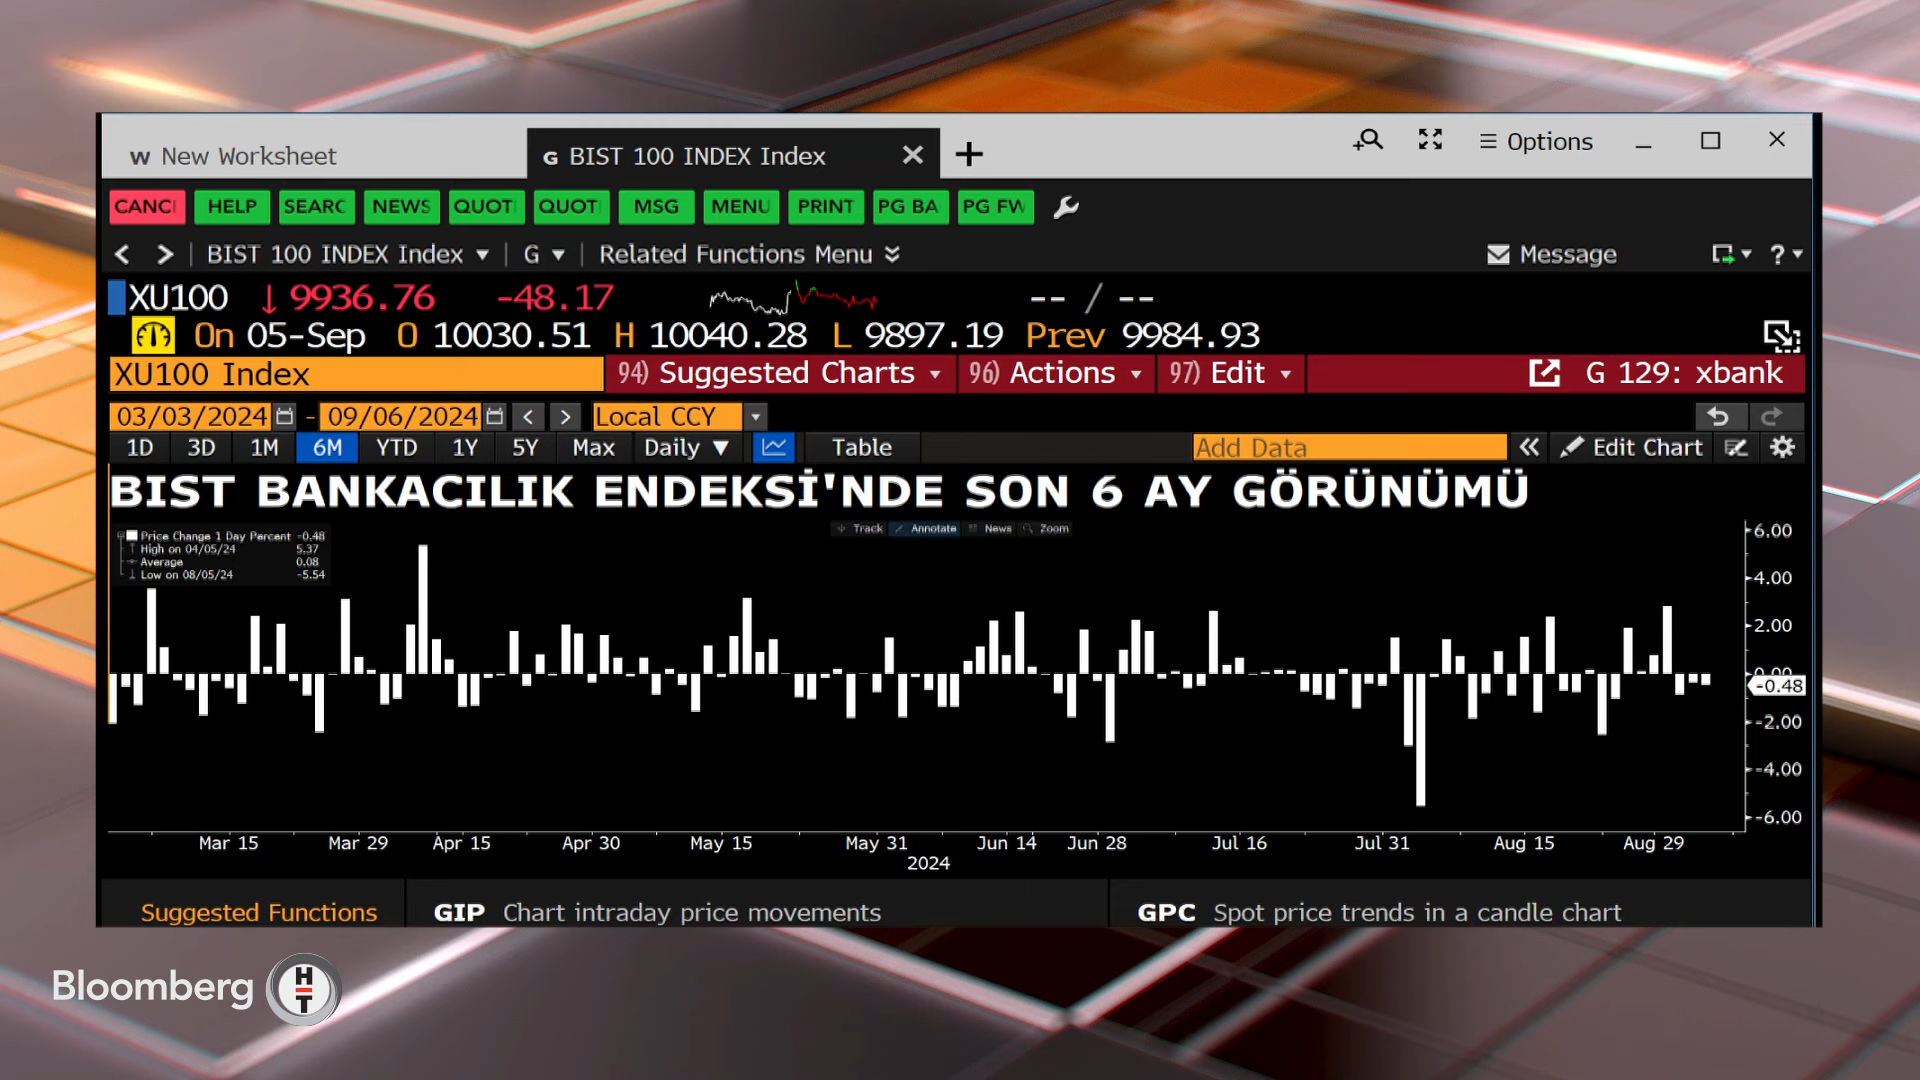 W New Worksheet
G BIST 100 INDEX Index
Options
CANC HELP SEARC NEWS QUOT QUOT MSG MENU PRINT PG BA PG FW
BIST 100 INDEX Index | G | Related Functions Menu
Message
?
XU100 ↓ 9936.76 -48.17 -- / --
On 05-Sep O 10030.51 H 10040.28 L 9897.19 Prev 9984.93
XU100 Index 94) Suggested Charts 96) Actions 97) Edit G 129: xbank
03/03/2024 - 09/06/2024 < > Local CCY
1D 3D 1M 6M YTD 1Y 5Y Max Daily Table Add Data Edit Chart
BIST BANKACILIK ENDEKSİ'NDE SON 6 AY GÖRÜNÜMÜ
Track Annotate News Zoom
Price Change 1 Day Percent -0.48
High on 04/05/24 5.37
Average 0.08
Low on 08/05/24 -5.54
6.00
4.00
2.00
0.00
-0.48
-2.00
-4.00
-6.00
Mar 15 Mar 29 Apr 15 Apr 30 May 15 May 31 Jun 14 Jun 28 Jul 16 Jul 31 Aug 15 Aug 29
2024
Suggested Functions GIP Chart intraday price movements GPC Spot price trends in a candle chart
Bloomberg HT